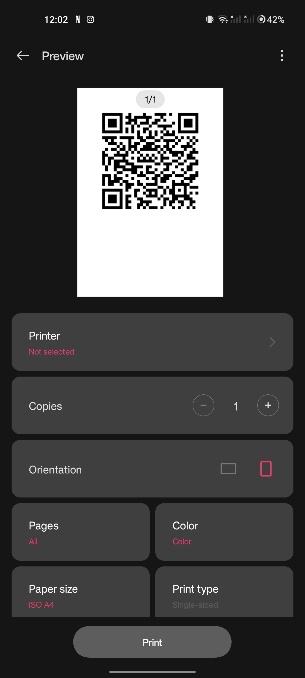 12:02 N
42%
Preview
1/1
Printer
Not selected
Copies
1
Orientation
Pages
All
Color
Color
Paper size
ISO A4
Print type
Single-sided
Print